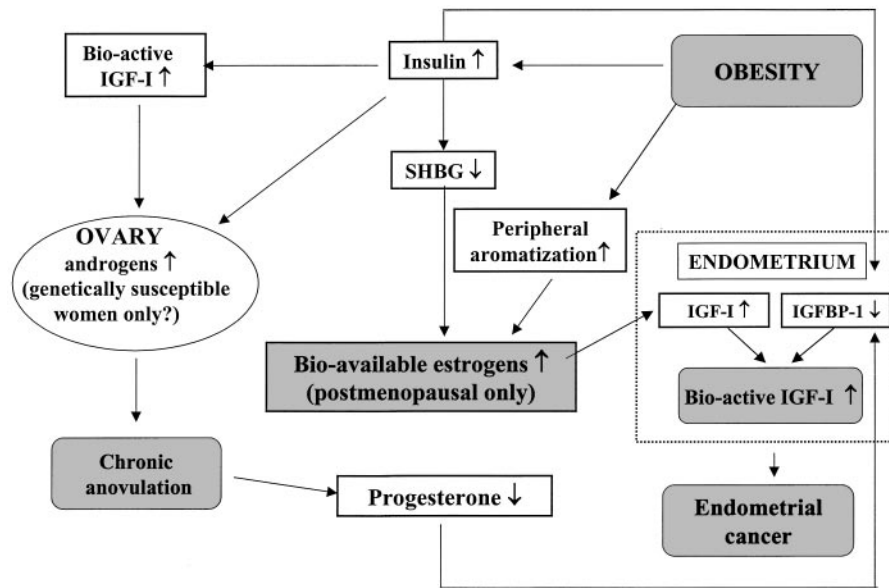 Bio-active
IGF-I ↑
Insulin ↑
OBESITY
SHBG ↓
Peripheral
aromatization ↑
OVARY
androgens ↑
(genetically susceptible
women only?)
ENDOMETRIUM
IGF-I ↑
IGFBP-1 ↓
Bio-available estrogens ↑
(postmenopausal only)
Bio-active IGF-I ↑
Chronic
anovulation
Progesterone ↓
Endometrial
cancer